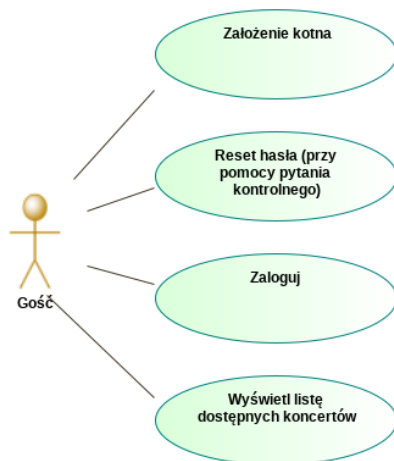 Założenie kotna
Reset hasła (przy
pomocy pytania
kontrolnego)
Zaloguj
Gość
Wyświetl listę
dostępnych koncertów